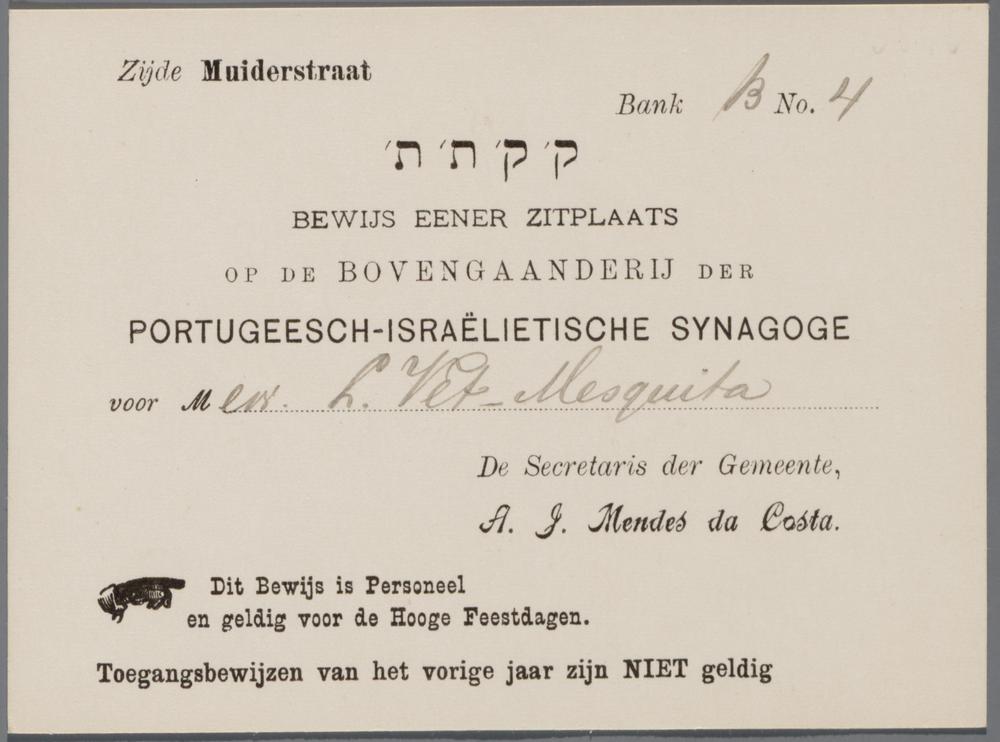 Zijde Muiderstraat
Bank B No. 4
ק׳ ק׳ ת׳ ת׳
BEWIJS EENER ZITPLAATS
OP DE BOVENGAANDERIJ DER
PORTUGEESCH-ISRAËLIETISCHE SYNAGOGE
voor Mevr. L. Vet-Mesquita
De Secretaris der Gemeente,
A. J. Mendes da Costa.
Dit Bewijs is Personeel
en geldig voor de Hooge Feestdagen.
Toegangsbewijzen van het vorige jaar zijn NIET geldig